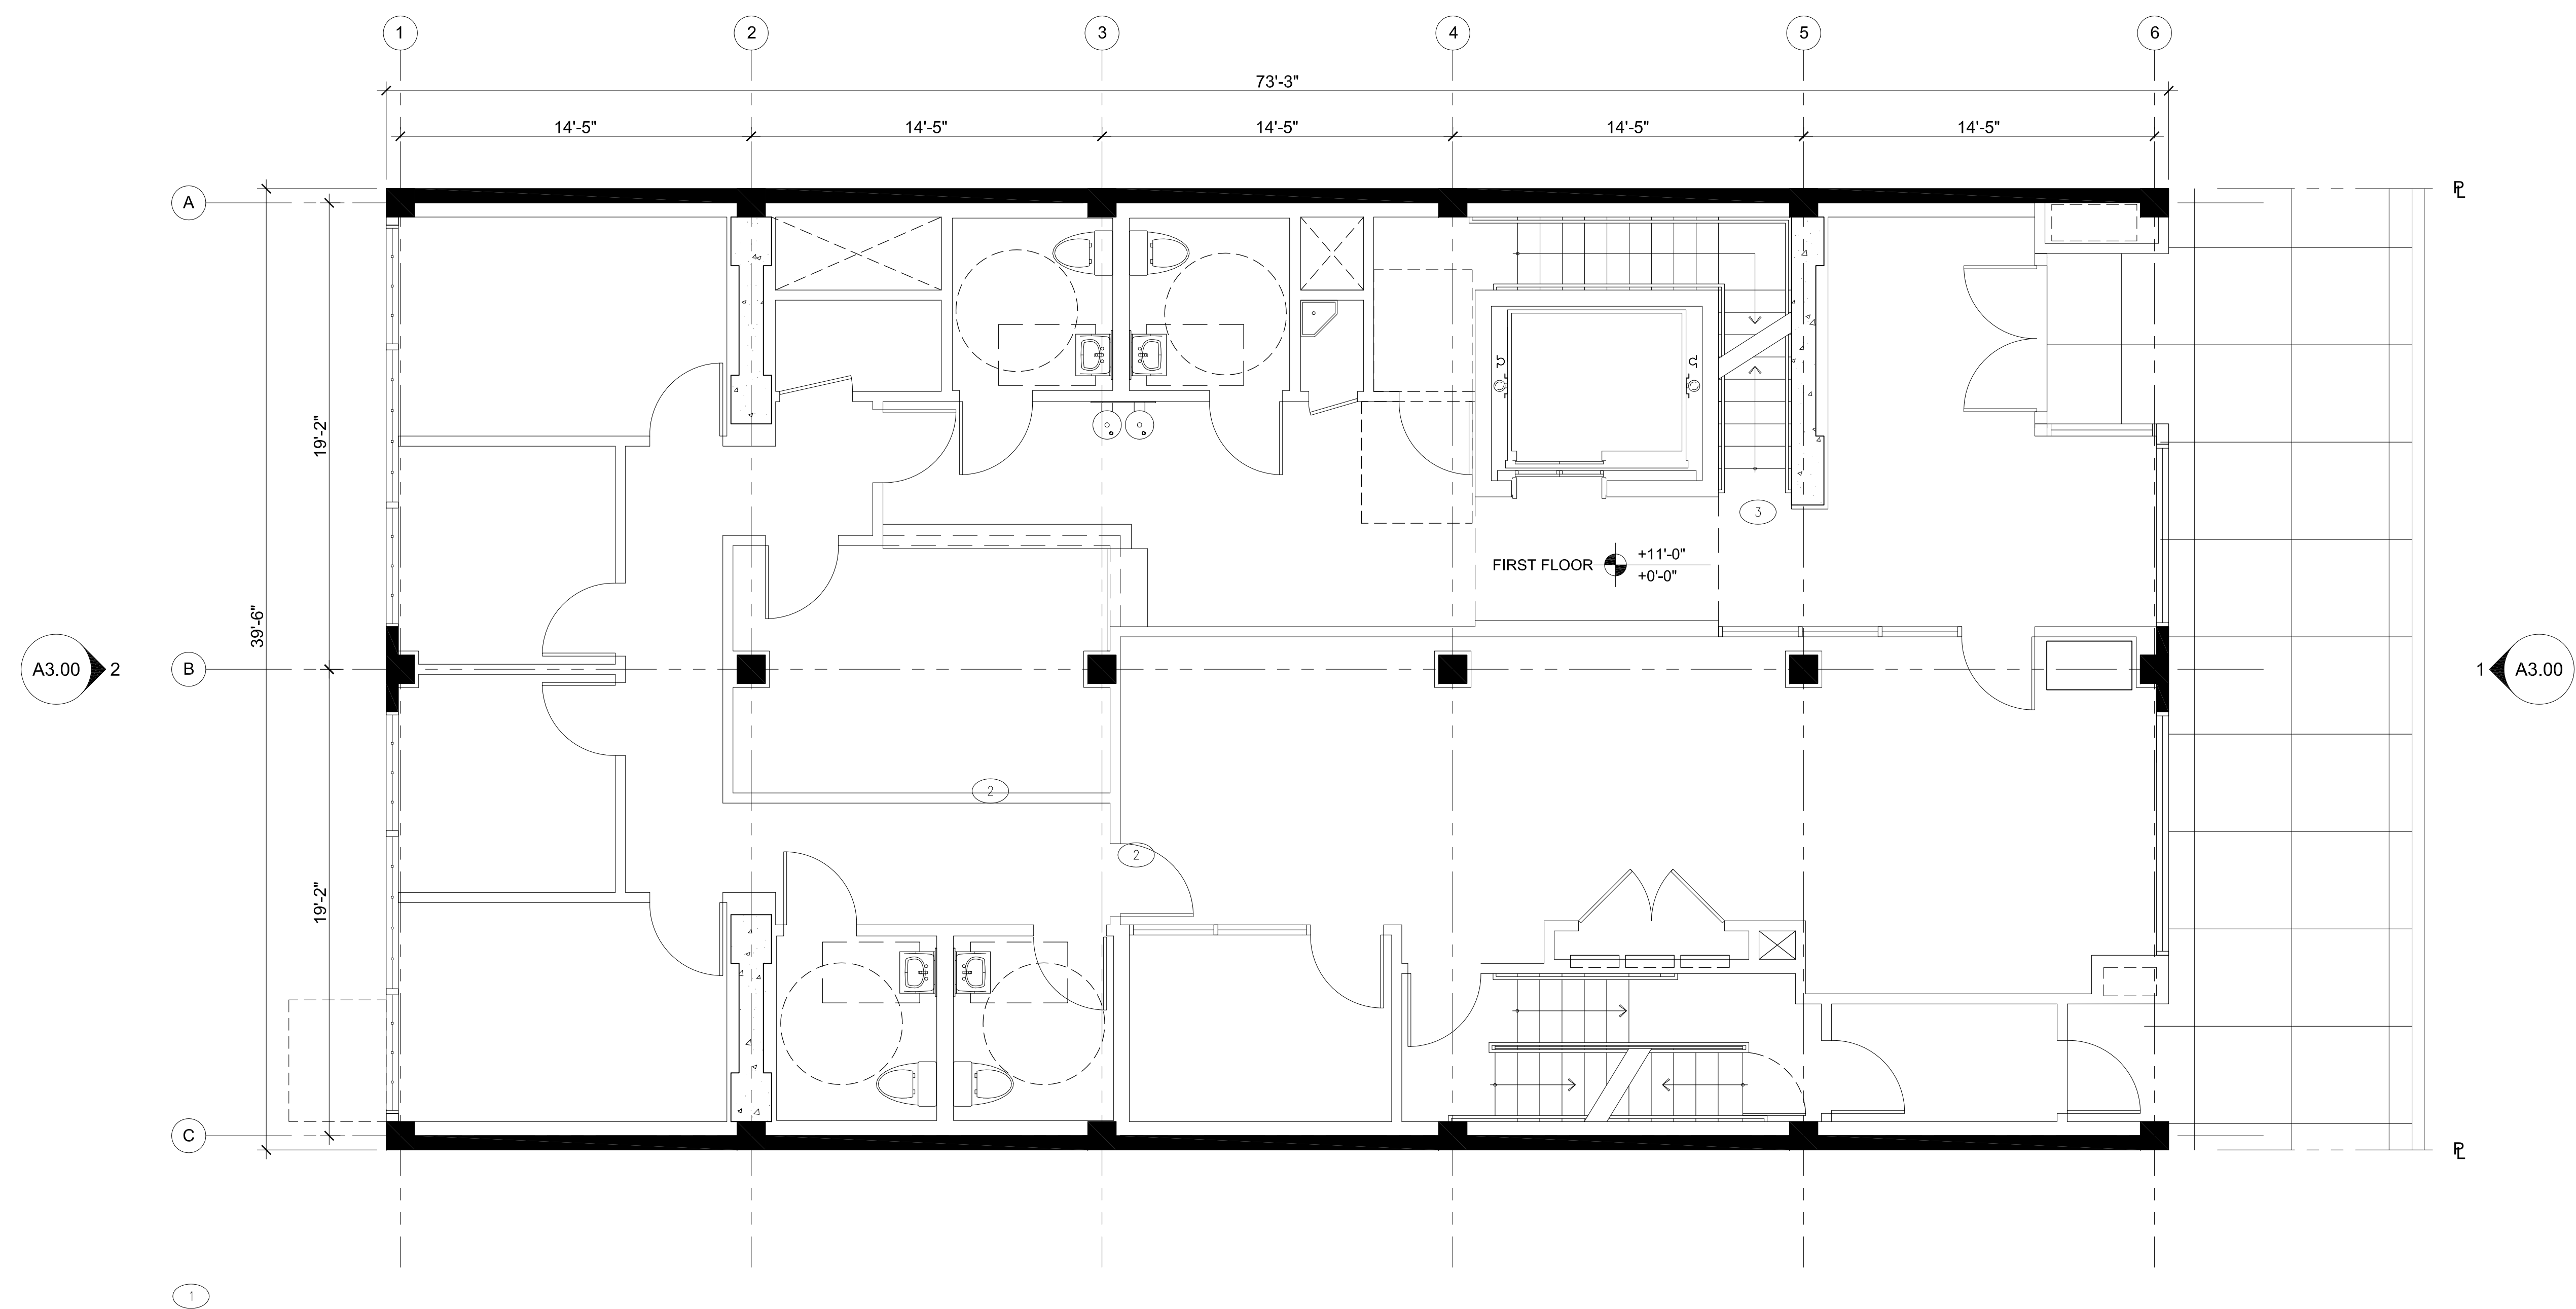 1 2 3 4 5 6
73'-3"
14'-5" 14'-5" 14'-5" 14'-5" 14'-5"
A
PL
19'-2"
3
FIRST FLOOR
+11'-0"
+0'-0"
39'-6"
A3.00 2
B
1 A3.00
2
2
19'-2"
C
PL
1